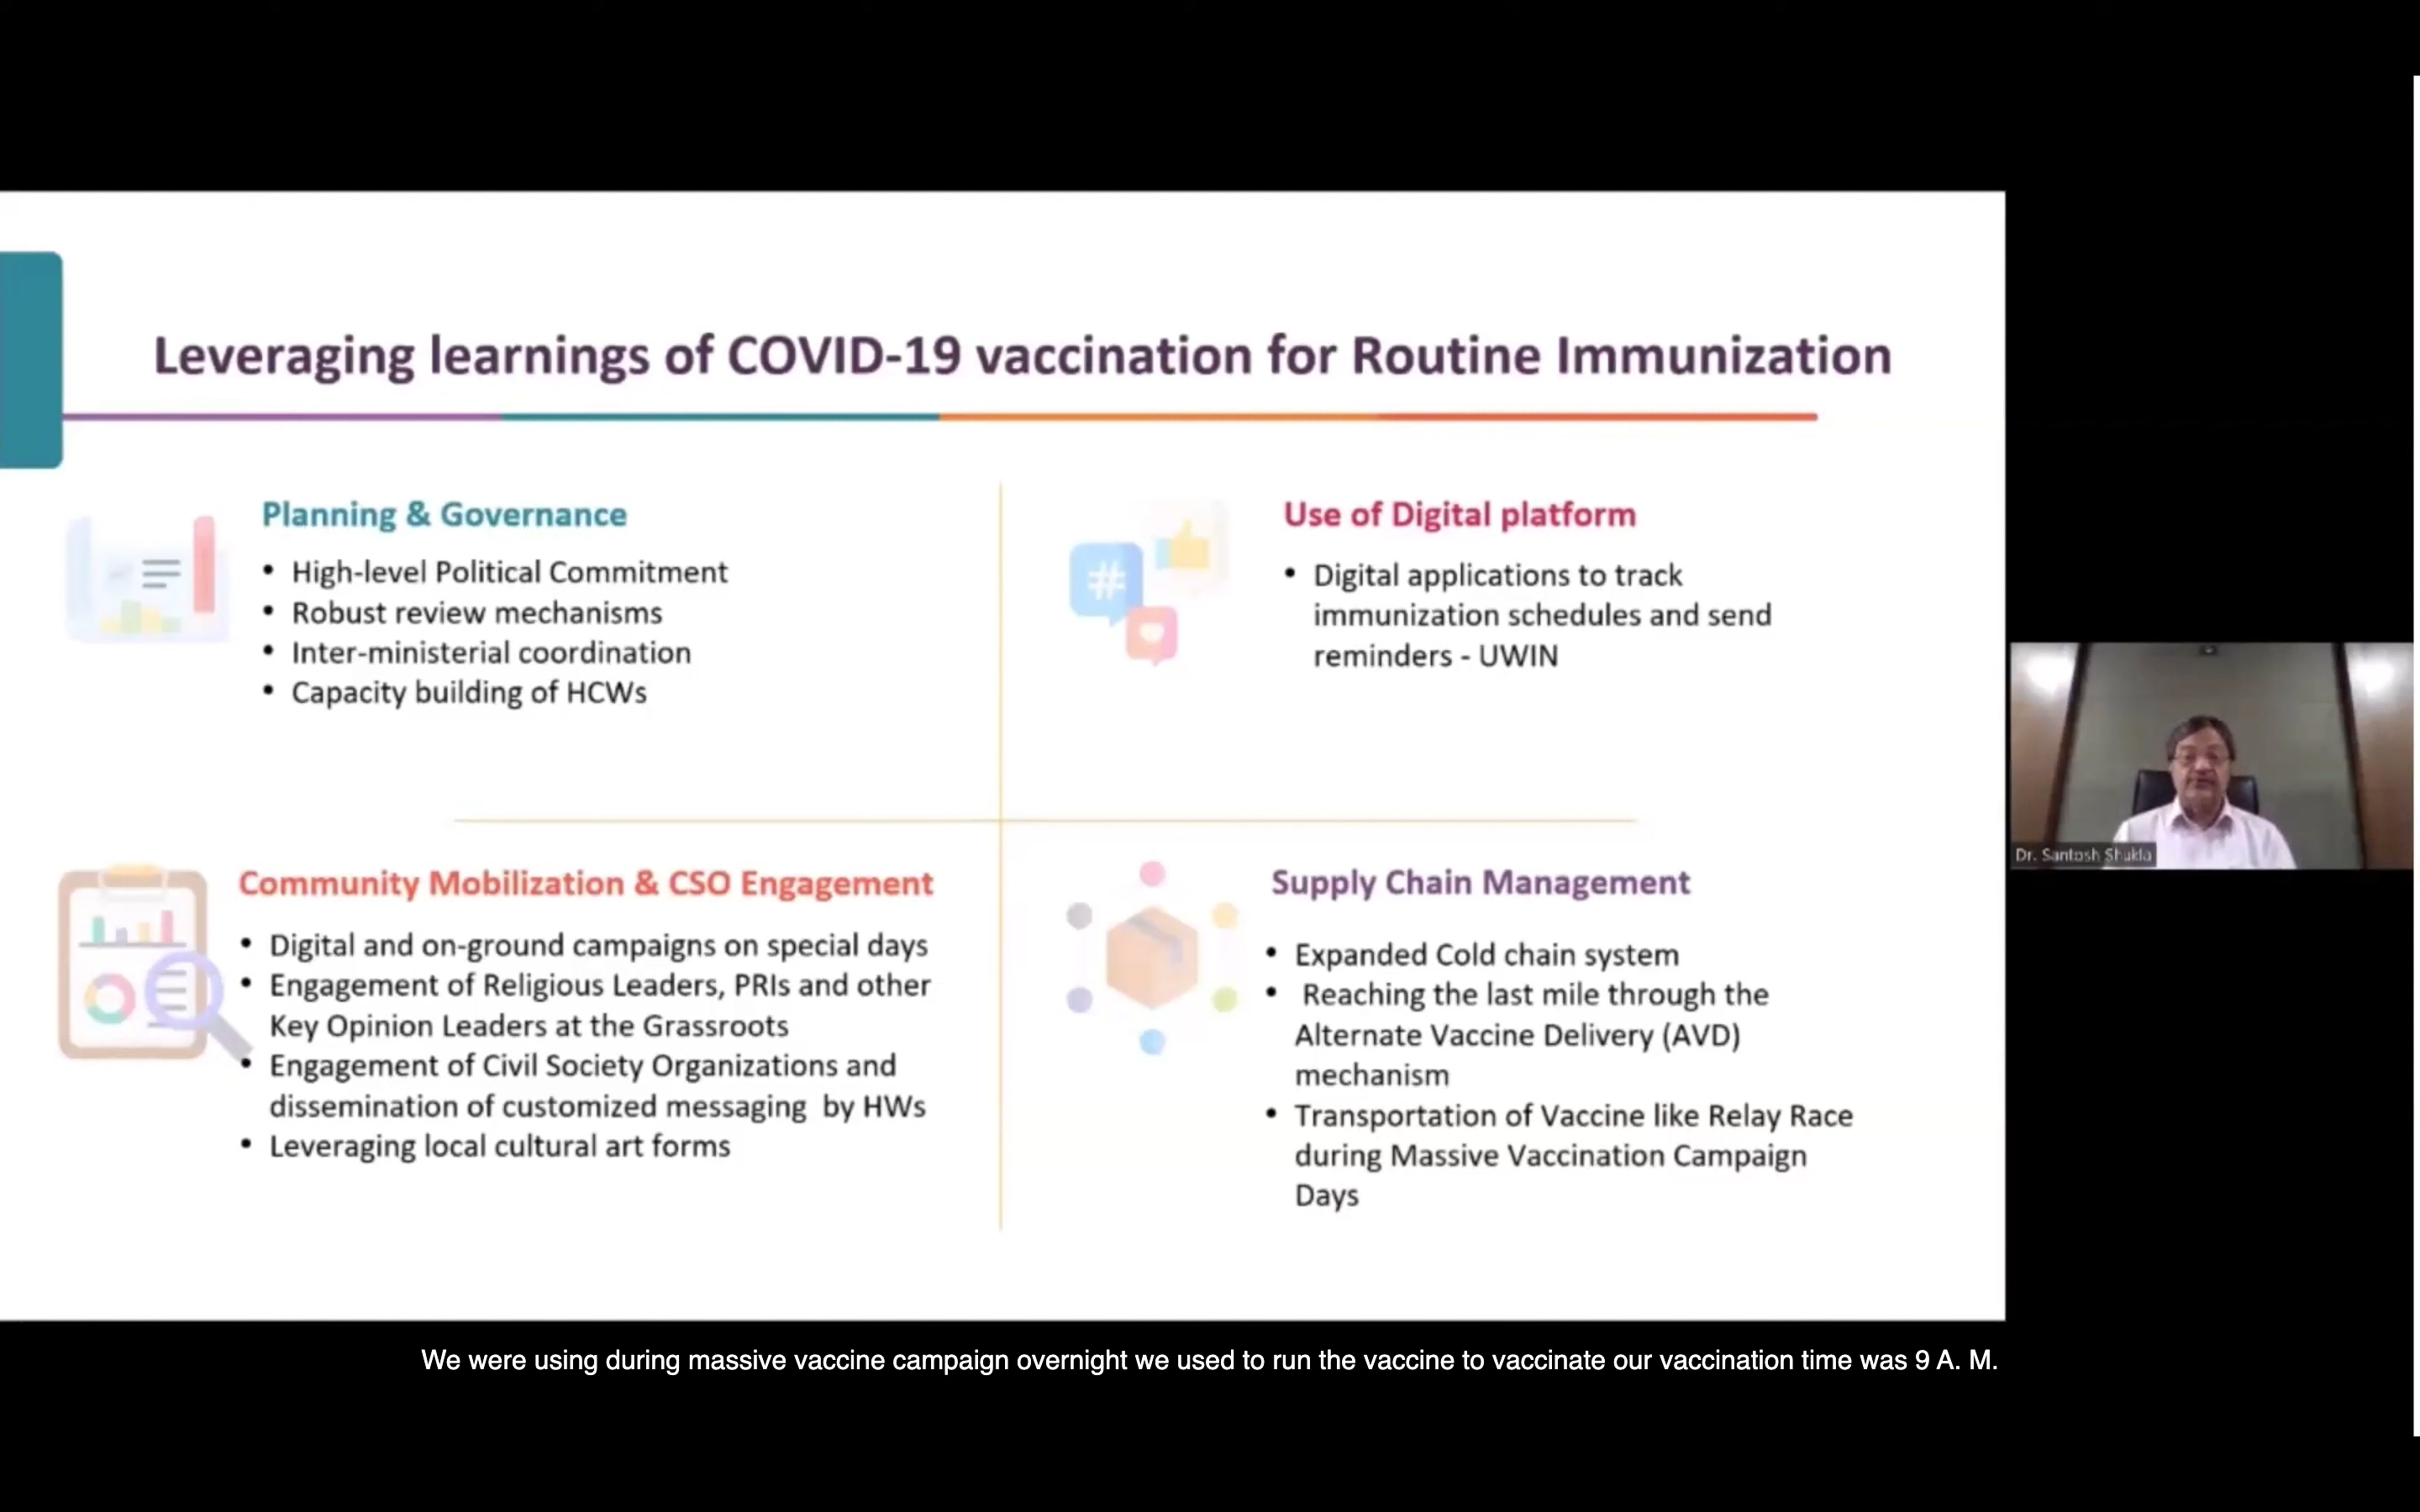 Leveraging learnings of COVID-19 vaccination for Routine Immunization
Planning & Governance
• High-level Political Commitment
• Robust review mechanisms
• Inter-ministerial coordination
• Capacity building of HCWs
Use of Digital platform
• Digital applications to track
immunization schedules and send
reminders - UWIN
#
Community Mobilization & CSO Engagement
• Digital and on-ground campaigns on special days
• Engagement of Religious Leaders, PRIs and other
Key Opinion Leaders at the Grassroots
• Engagement of Civil Society Organizations and
dissemination of customized messaging by HWs
• Leveraging local cultural art forms
Supply Chain Management
• Expanded Cold chain system
• Reaching the last mile through the
Alternate Vaccine Delivery (AVD)
mechanism
• Transportation of Vaccine like Relay Race
during Massive Vaccination Campaign
Days
Dr. Santosh Shukla
We were using during massive vaccine campaign overnight we used to run the vaccine to vaccinate our vaccination time was 9 A. M.